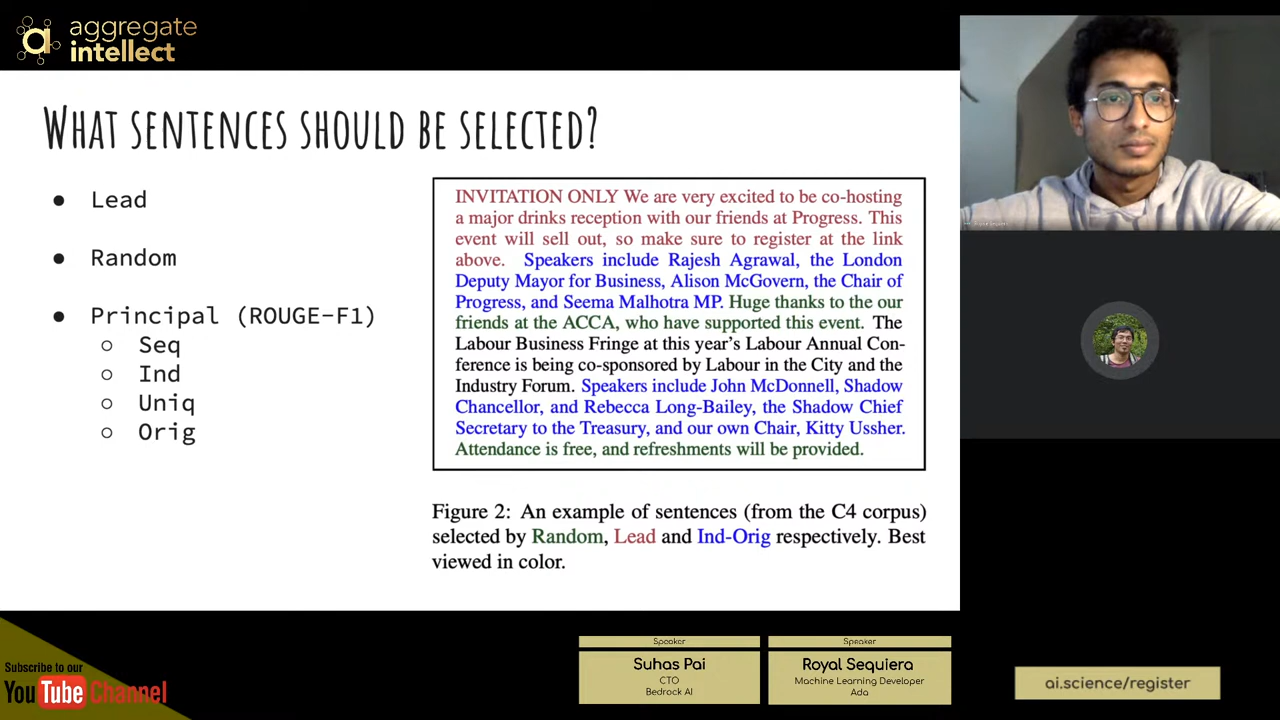 aggregate
intellect
WHAT SENTENCES SHOULD BE SELECTED?
● Lead
● Random
● Principal (ROUGE-F1)
○ Seq
○ Ind
○ Uniq
○ Orig
INVITATION ONLY We are very excited to be co-hosting
a major drinks reception with our friends at Progress. This
event will sell out, so make sure to register at the link
above. Speakers include Rajesh Agrawal, the London
Deputy Mayor for Business, Alison McGovern, the Chair of
Progress, and Seema Malhotra MP. Huge thanks to the our
friends at the ACCA, who have supported this event. The
Labour Business Fringe at this year's Labour Annual Con-
ference is being co-sponsored by Labour in the City and the
Industry Forum. Speakers include John McDonnell, Shadow
Chancellor, and Rebecca Long-Bailey, the Shadow Chief
Secretary to the Treasury, and our own Chair, Kitty Ussher.
Attendance is free, and refreshments will be provided.
Figure 2: An example of sentences (from the C4 corpus)
selected by Random, Lead and Ind-Orig respectively. Best
viewed in color.
Subscribe to our
YouTube Channel
Speaker
Suhas Pai
CTO
Bedrock AI
Speaker
Royal Sequiera
Machine Learning Developer
Ada
ai.science/register